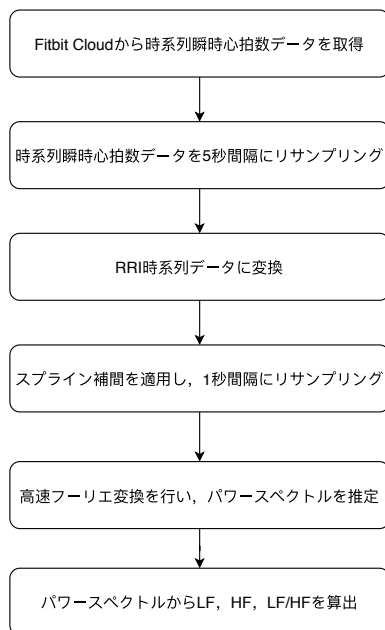 Fitbit Cloudから時系列瞬時心拍数データを取得
時系列瞬時心拍数データを5秒間隔にリサンプリング
RRI時系列データに変換
スプライン補間を適用し，1秒間隔にリサンプリング
高速フーリエ変換を行い，パワースペクトルを推定
パワースペクトルからLF，HF，LF/HFを算出